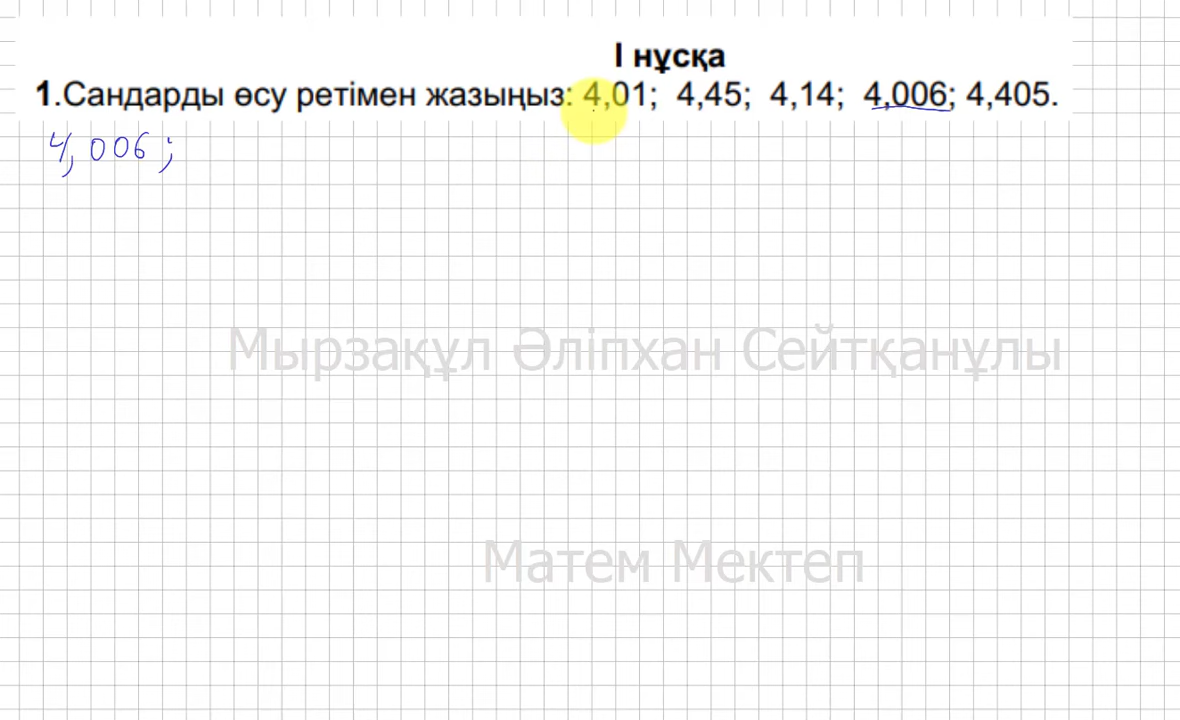 I нұсқа
1.Сандарды өсу ретімен жазыңыз: 4,01; 4,45; 4,14; 4,006; 4,405.
4,006;
Мырзақұл Әліпхан Сейтқанұлы
Матем Мектеп